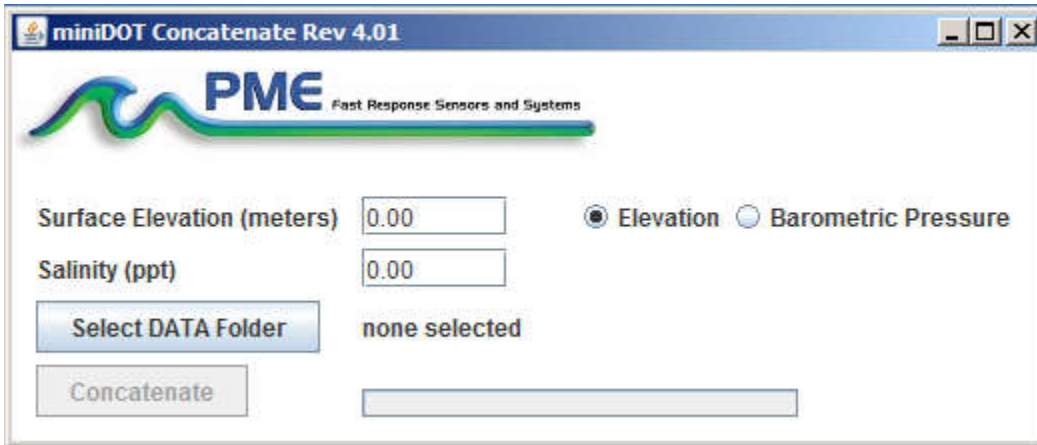 miniDOT Concatenate Rev 4.01
PME Fast Response Sensors and Systems
Surface Elevation (meters) 0.00 Elevation Barometric Pressure
Salinity (ppt) 0.00
Select DATA Folder none selected
Concatenate